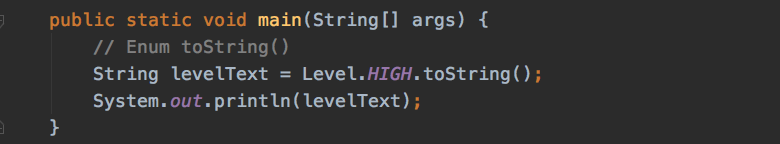 public static void main(String[] args) {
// Enum toString()
String levelText = Level.HIGH.toString();
System.out.println(levelText);
}